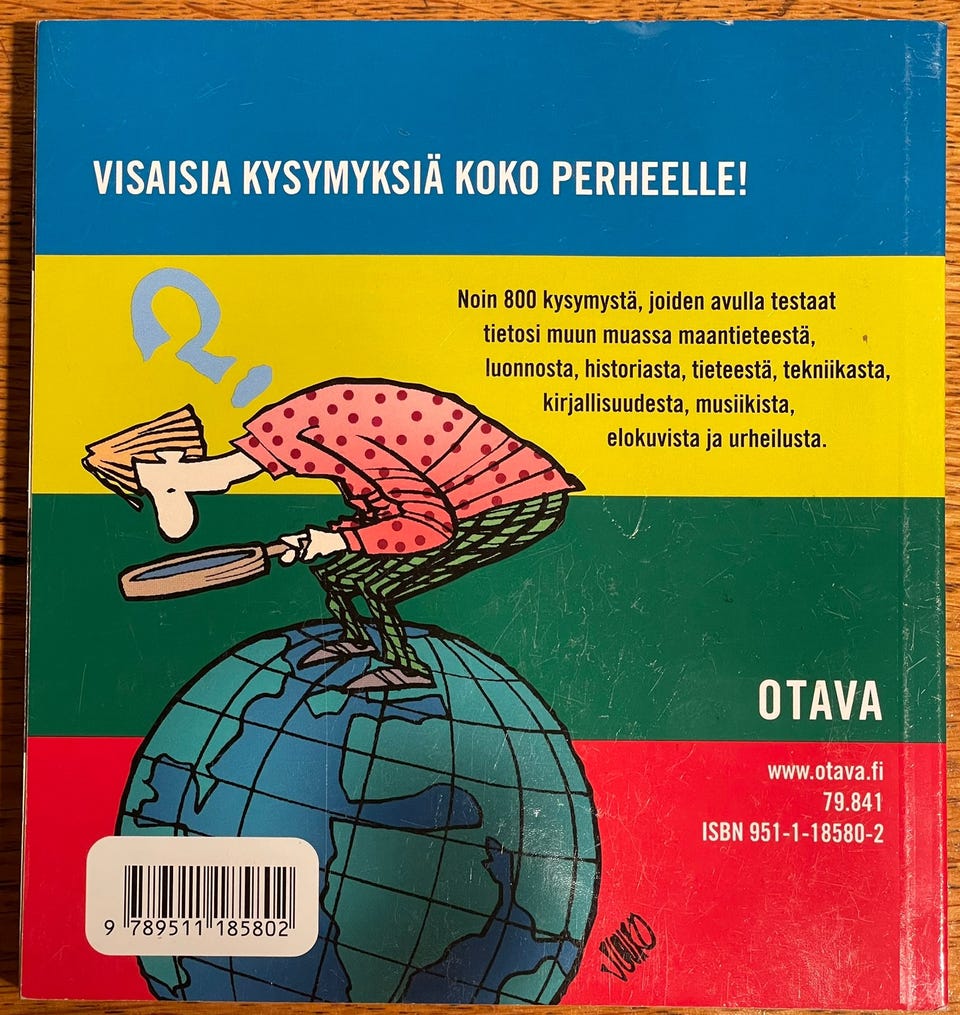 VISAISIA KYSYMYKSIÄ KOKO PERHEELLE!
Noin 800 kysymystä, joiden avulla testaat
tietosi muun muassa maantieteestä,
luonnosta, historiasta, tieteestä, tekniikasta,
kirjallisuudesta, musiikista,
elokuvista ja urheilusta.
OTAVA
www.otava.fi
79.841
ISBN 951-1-18580-2
9 789511 185802